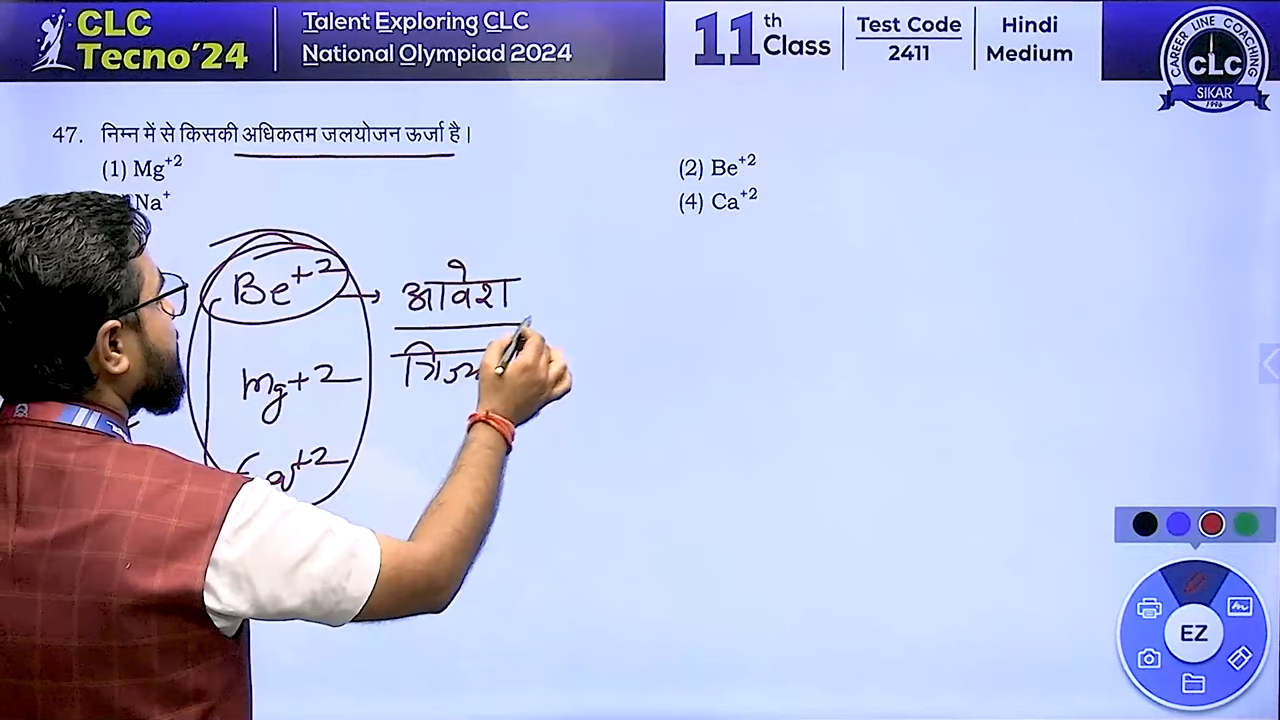 CLC
Tecno'24
Talent Exploring CLC
National Olympiad 2024
11th Class
Test Code
2411
Hindi
Medium
CAREER LINE COACHING
CLC
SIKAR
1996
47. निम्न में से किसकी अधिकतम जलयोजन ऊर्जा है।
(1) Mg+2
(2) Be+2
Na+
(4) Ca+2
Be+2
आवेश
Mg+2
+2
EZ